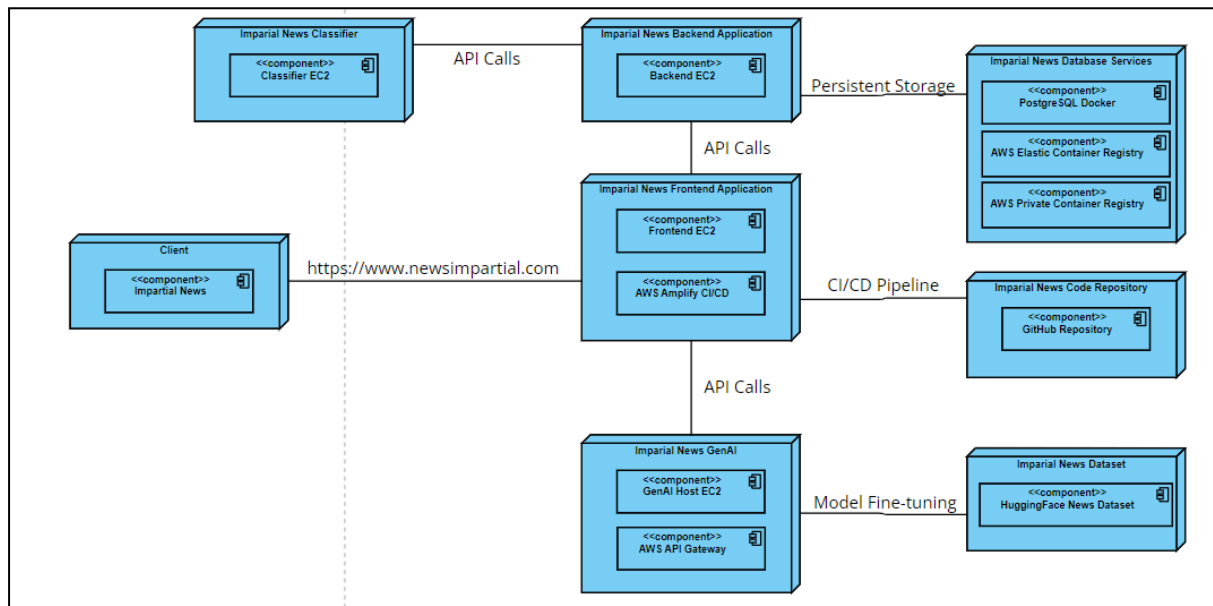 Imparial News Classifier
<<component>>
Classifier EC2
API Calls
Imparial News Backend Application
<<component>>
Backend EC2
Persistent Storage
Imparial News Database Services
<<component>>
PostgreSQL Docker
<<component>>
AWS Elastic Container Registry
<<component>>
AWS Private Container Registry
API Calls
Imparial News Frontend Application
<<component>>
Frontend EC2
<<component>>
AWS Amplify CI/CD
Client
<<component>>
Impartial News
https://www.newsimpartial.com
CI/CD Pipeline
Imparial News Code Repository
<<component>>
GitHub Repository
API Calls
Imparial News GenAI
<<component>>
GenAI Host EC2
<<component>>
AWS API Gateway
Model Fine-tuning
Imparial News Dataset
<<component>>
HuggingFace News Dataset